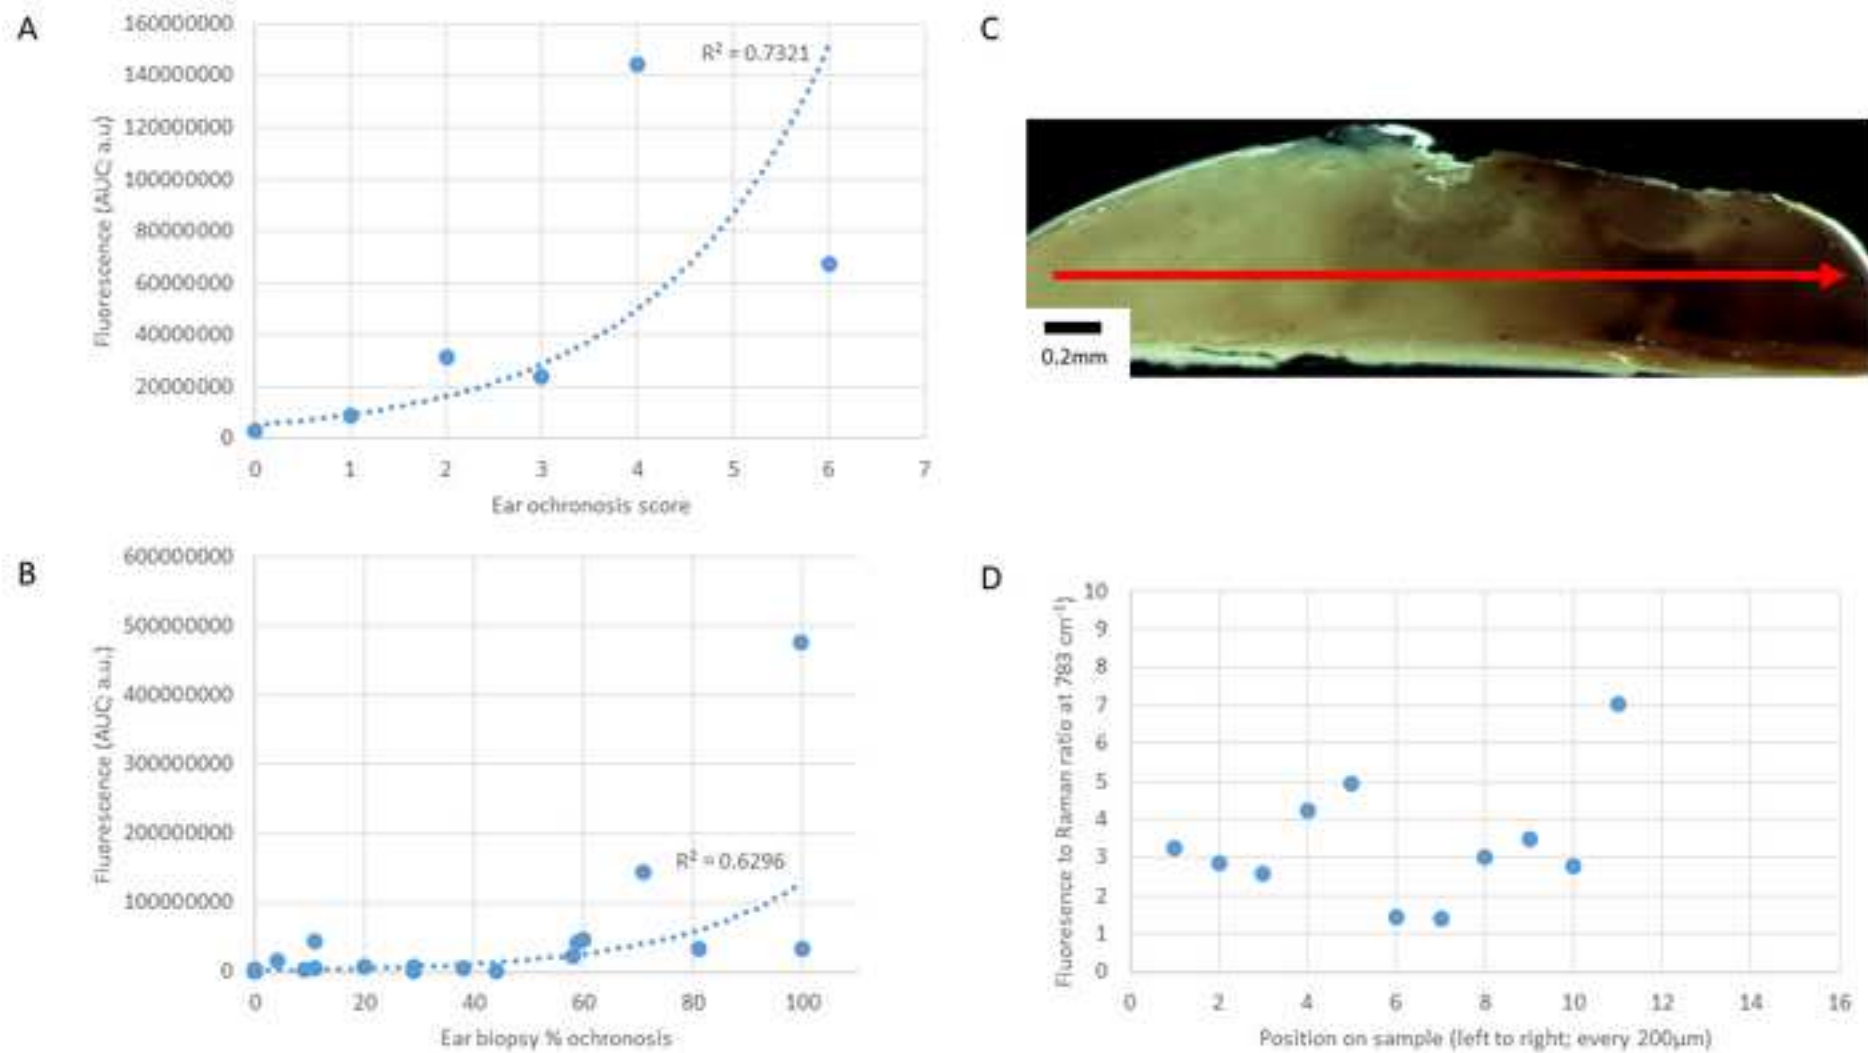 A
160000000
140000000
120000000
100000000
80000000
60000000
40000000
20000000
0
Fluorescence (AUC; a.u)
R² = 0.7321
0 1 2 3 4 5 6 7
Ear ochronosis score
B
600000000
500000000
400000000
300000000
200000000
100000000
0
Fluorescence (AUC; a.u.)
R² = 0.6296
0 20 40 60 80 100
Ear biopsy % ochronosis
C
0.2mm
D
10
9
8
7
6
5
4
3
2
1
0
Fluoresence to Raman ratio at 783 cm⁻¹)
0 2 4 6 8 10 12 14 16
Position on sample (left to right; every 200µm)